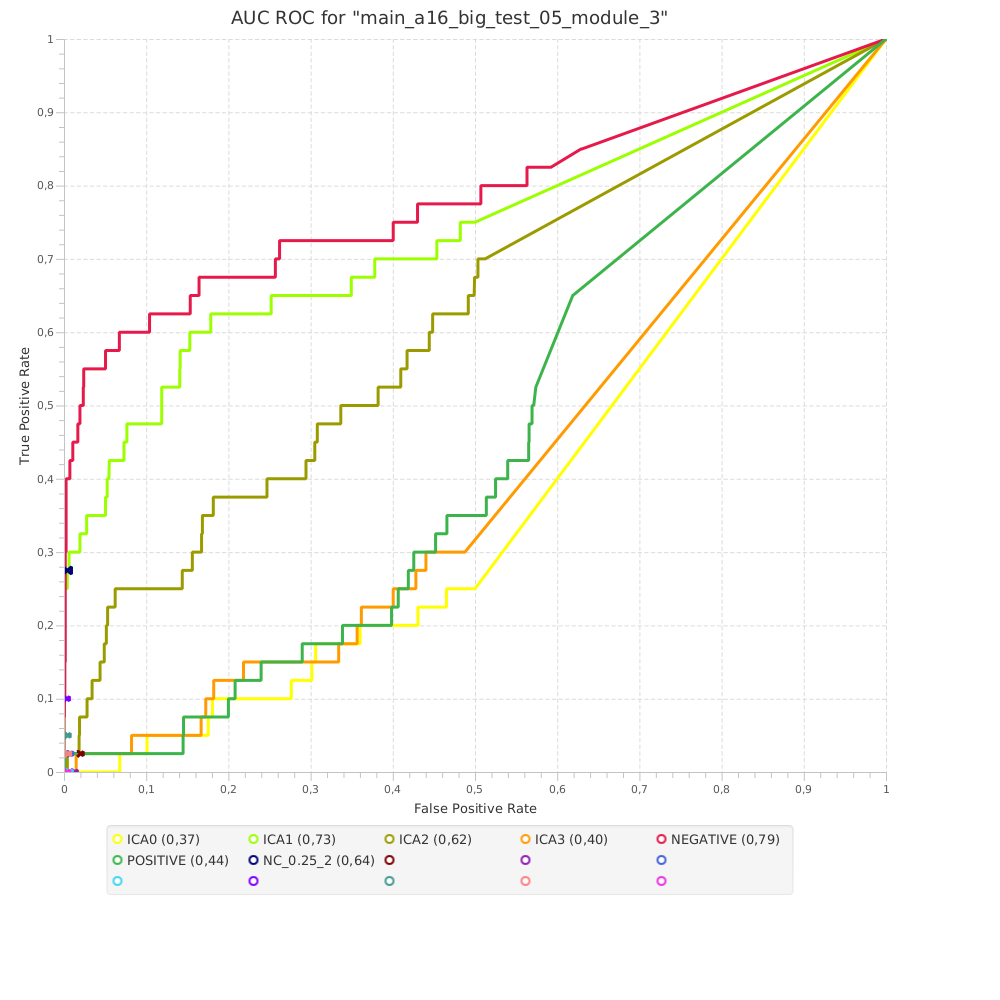 AUC ROC for "main_a16_big_test_05_module_3"
1
0,9
0,8
0,7
0,6
0,5
0,4
0,3
0,2
0,1
0
True Positive Rate
0 0,1 0,2 0,3 0,4 0,5 0,6 0,7 0,8 0,9 1
False Positive Rate
ICA0 (0,37) ICA1 (0,73) ICA2 (0,62) ICA3 (0,40) NEGATIVE (0,79)
POSITIVE (0,44) NC_0.25_2 (0,64)